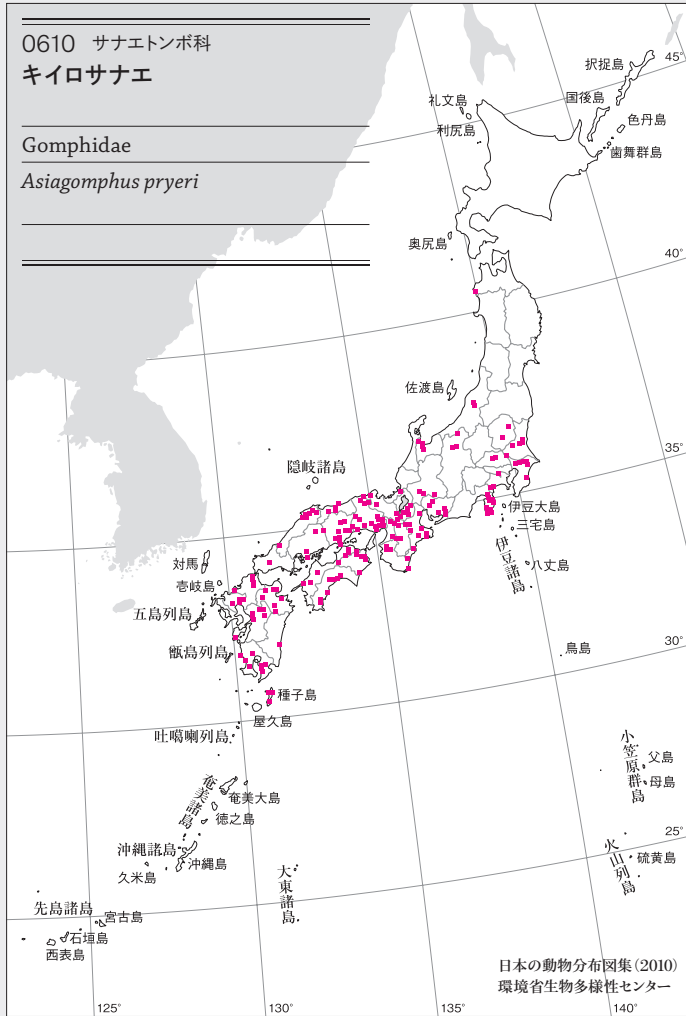 0610 サナエトンボ科
キイロサナエ
Gomphidae
Asiagomphus pryeri
択捉島
45°
国後島
礼文島
色丹島
利尻島
歯舞群島
奥尻島
40°
佐渡島
35°
隠岐諸島
伊豆大島
三宅島
伊豆諸島
八丈島
対馬
壱岐島
五島列島
鳥島
30°
甑島列島
種子島
屋久島
吐噶喇列島
小笠原群島
父島
母島
奄美諸島
奄美大島
徳之島
25°
沖縄諸島
沖縄島
久米島
火山列島
硫黄島
大東諸島
先島諸島
宮古島
石垣島
西表島
日本の動物分布図集(2010)
環境省生物多様性センター
125°
130°
135°
140°